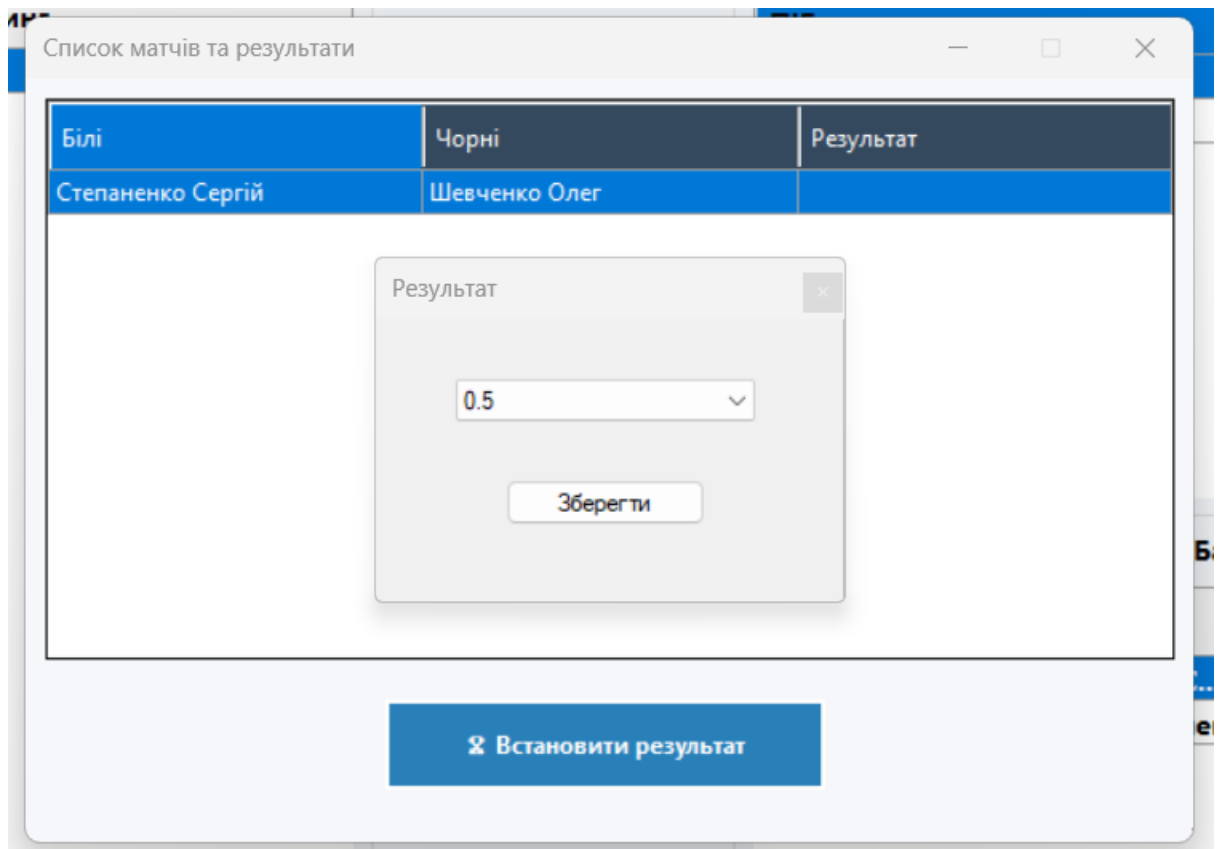 Список матчів та результати
Білі Чорні Результат
Степаненко Сергій Шевченко Олег
Результат
0.5
Зберегти
Встановити результат